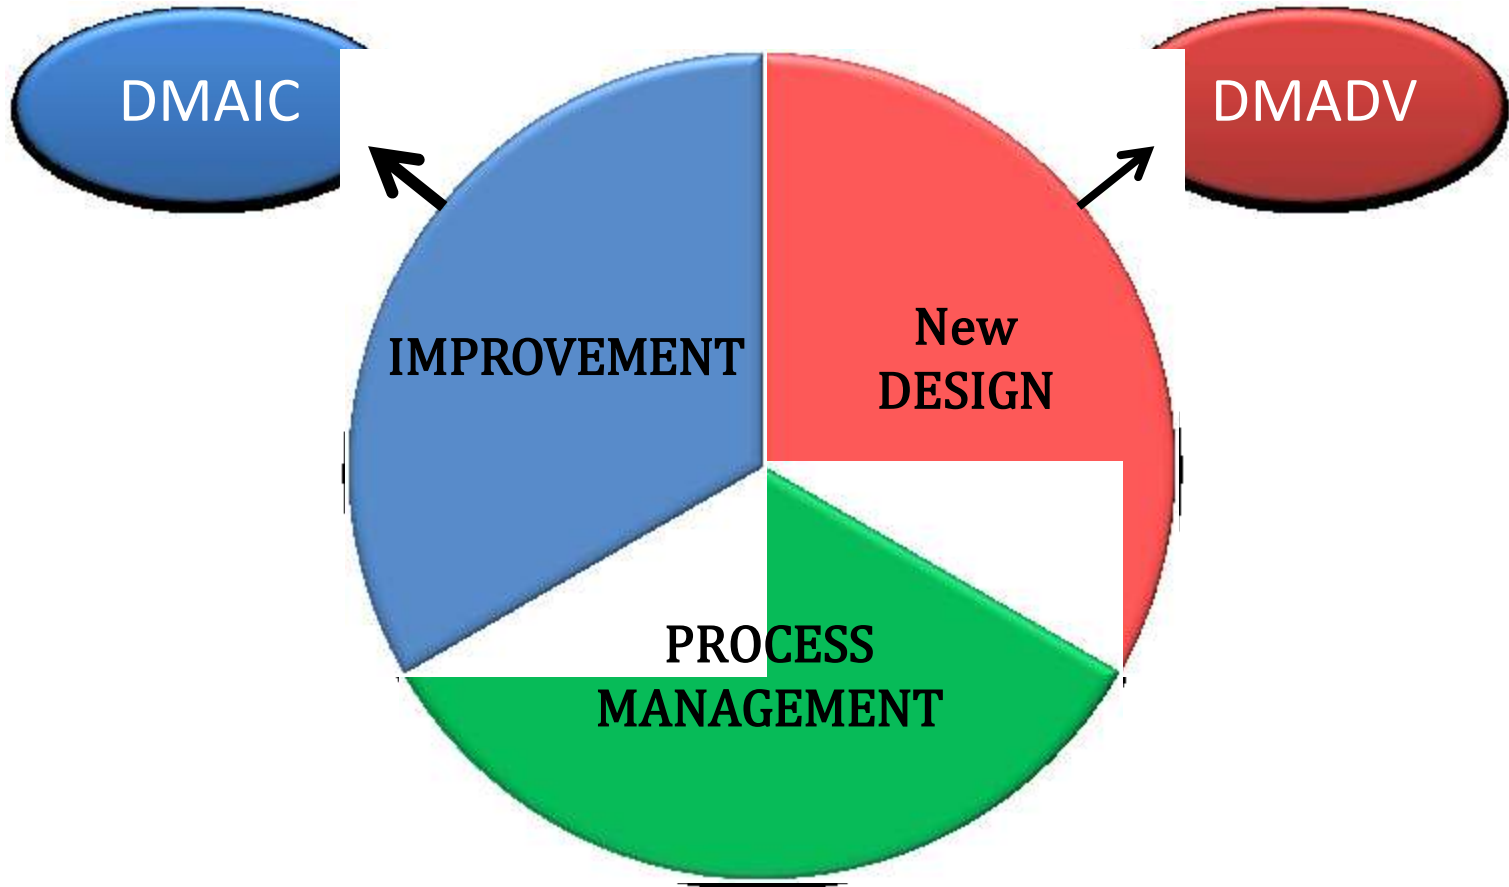 DMAIC
DMADV
IMPROVEMENT
New
DESIGN
PROCESS
MANAGEMENT